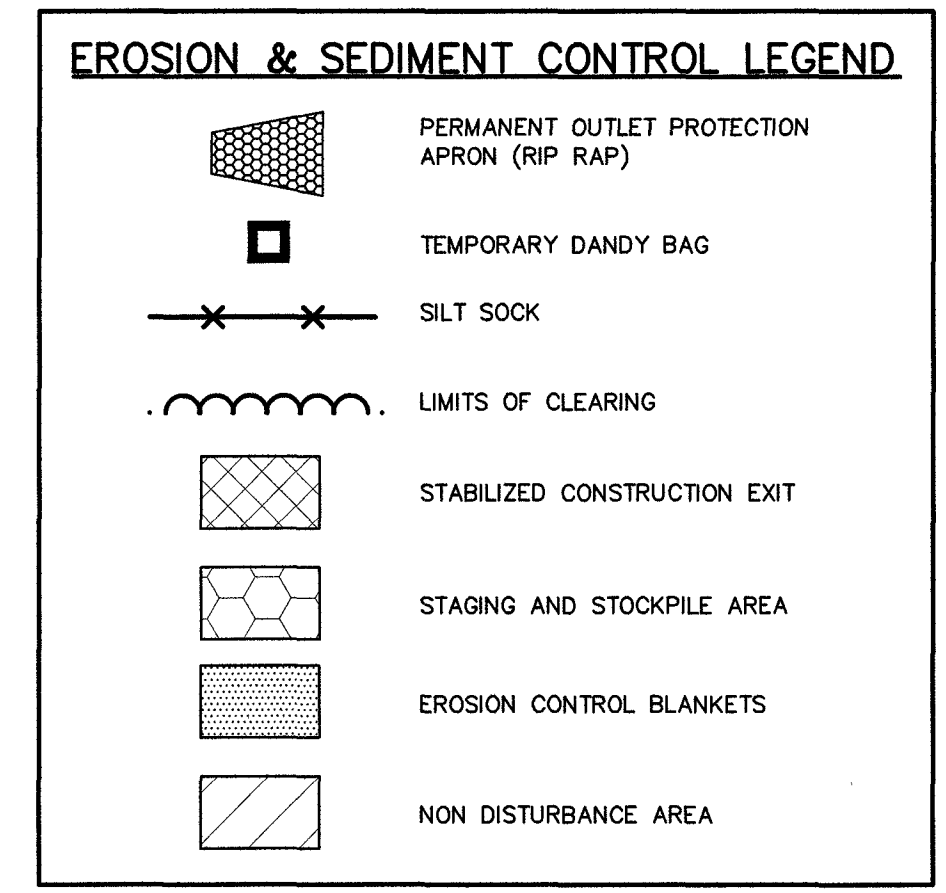 EROSION & SEDIMENT CONTROL LEGEND
PERMANENT OUTLET PROTECTION
APRON (RIP RAP)
TEMPORARY DANDY BAG
SILT SOCK
LIMITS OF CLEARING
STABILIZED CONSTRUCTION EXIT
STAGING AND STOCKPILE AREA
EROSION CONTROL BLANKETS
NON DISTURBANCE AREA